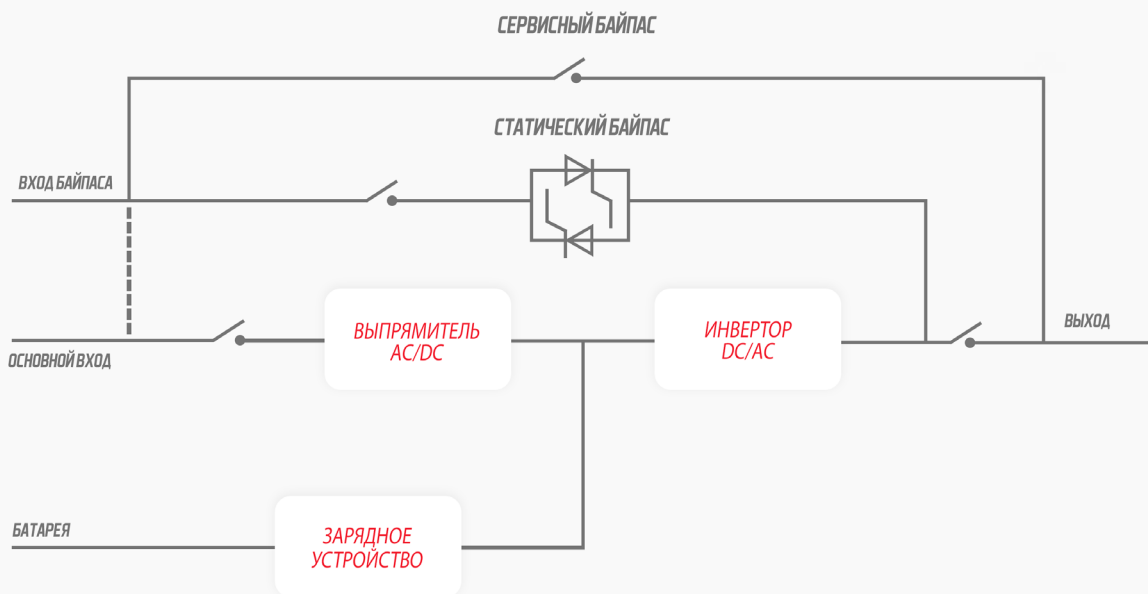 СЕРВИСНЫЙ БАЙПАС
СТАТИЧЕСКИЙ БАЙПАС
ВХОД БАЙПАСА
ВЫПРЯМИТЕЛЬ
AC/DC
ИНВЕРТОР
DC/AC
ВЫХОД
ОСНОВНОЙ ВХОД
БАТАРЕЯ
ЗАРЯДНОЕ
УСТРОЙСТВО